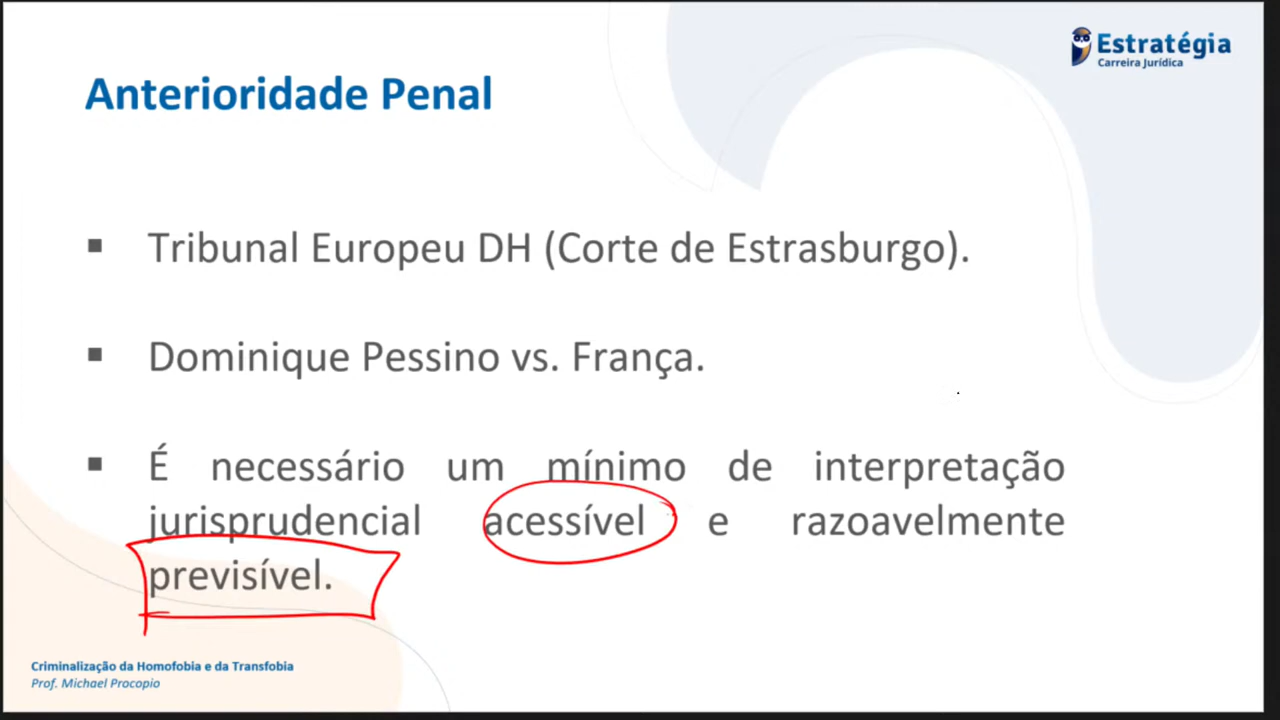 Estratégia
Carreira Jurídica
Anterioridade Penal
▪ Tribunal Europeu DH (Corte de Estrasburgo).
▪ Dominique Pessino vs. França.
▪ É necessário um mínimo de interpretação
jurisprudencial acessível e razoavelmente
previsível.
Criminalização da Homofobia e da Transfobia
Prof. Michael Procopio